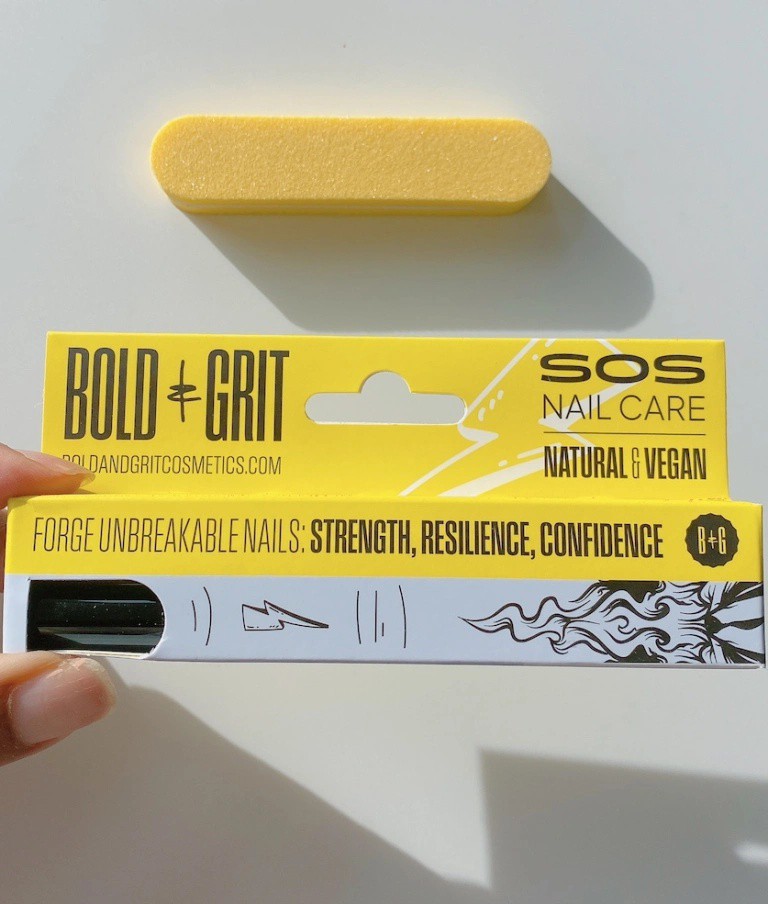 BOLD & GRIT
BOLDANDGRITCOSMETICS.COM
SOS
NAIL CARE
NATURAL & VEGAN
FORGE UNBREAKABLE NAILS: STRENGTH, RESILIENCE, CONFIDENCE
B+G